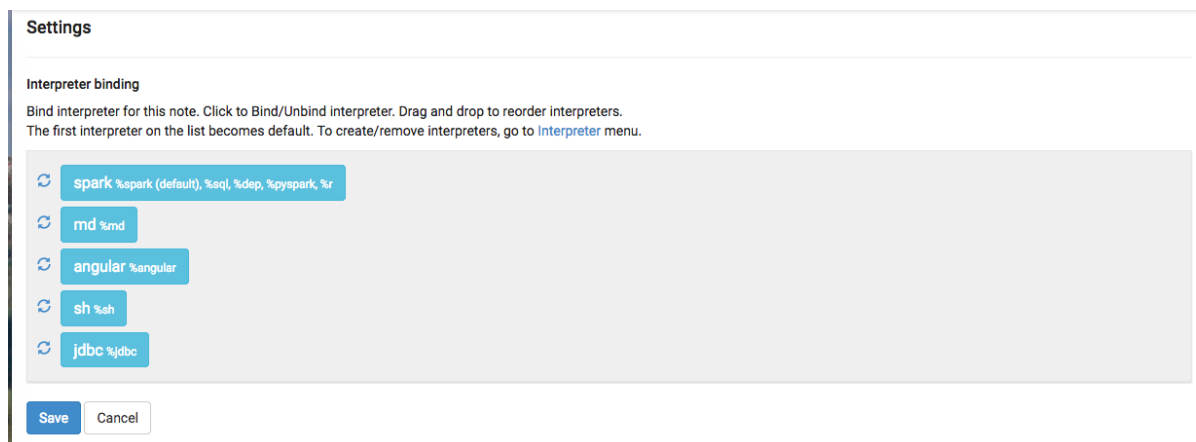 Settings
Interpreter binding
Bind interpreter for this note. Click to Bind/Unbind interpreter. Drag and drop to reorder interpreters.
The first interpreter on the list becomes default. To create/remove interpreters, go to Interpreter menu.
spark %spark (default), %sql, %dep, %pyspark, %r
md %md
angular %angular
sh %sh
jdbc %jdbc
Save Cancel